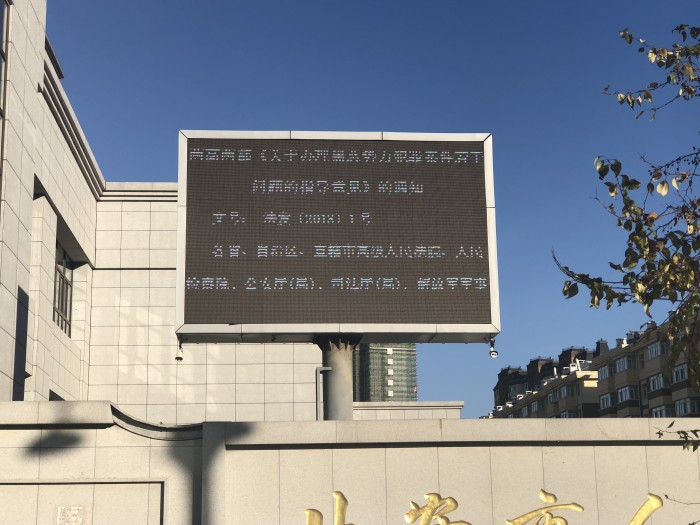 两高两部《关于办理黑恶势力犯罪案件若干
问题的指导意见》的通知
文号： 法发〔2018〕1号
各省、自治区、直辖市高级人民法院、人民
检察院、公安厅(局)、司法厅(局)、解放军军事